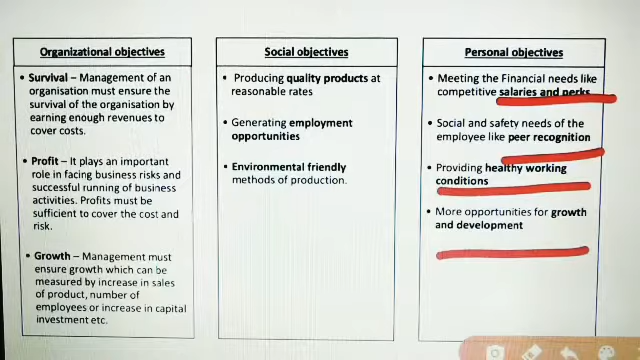 Organizational objectives
• Survival – Management of an
organisation must ensure the
survival of the organisation by
earning enough revenues to
cover costs.
• Profit – It plays an important
role in facing business risks and
successful running of business
activities. Profits must be
sufficient to cover the cost and
risk.
• Growth – Management must
ensure growth which can be
measured by increase in sales
of product, number of
employees or increase in capital
investment etc.
Social objectives
• Producing quality products at
reasonable rates
• Generating employment
opportunities
• Environmental friendly
methods of production.
Personal objectives
• Meeting the Financial needs like
competitive salaries and perks
• Social and safety needs of the
employee like peer recognition
• Providing healthy working
conditions
• More opportunities for growth
and development